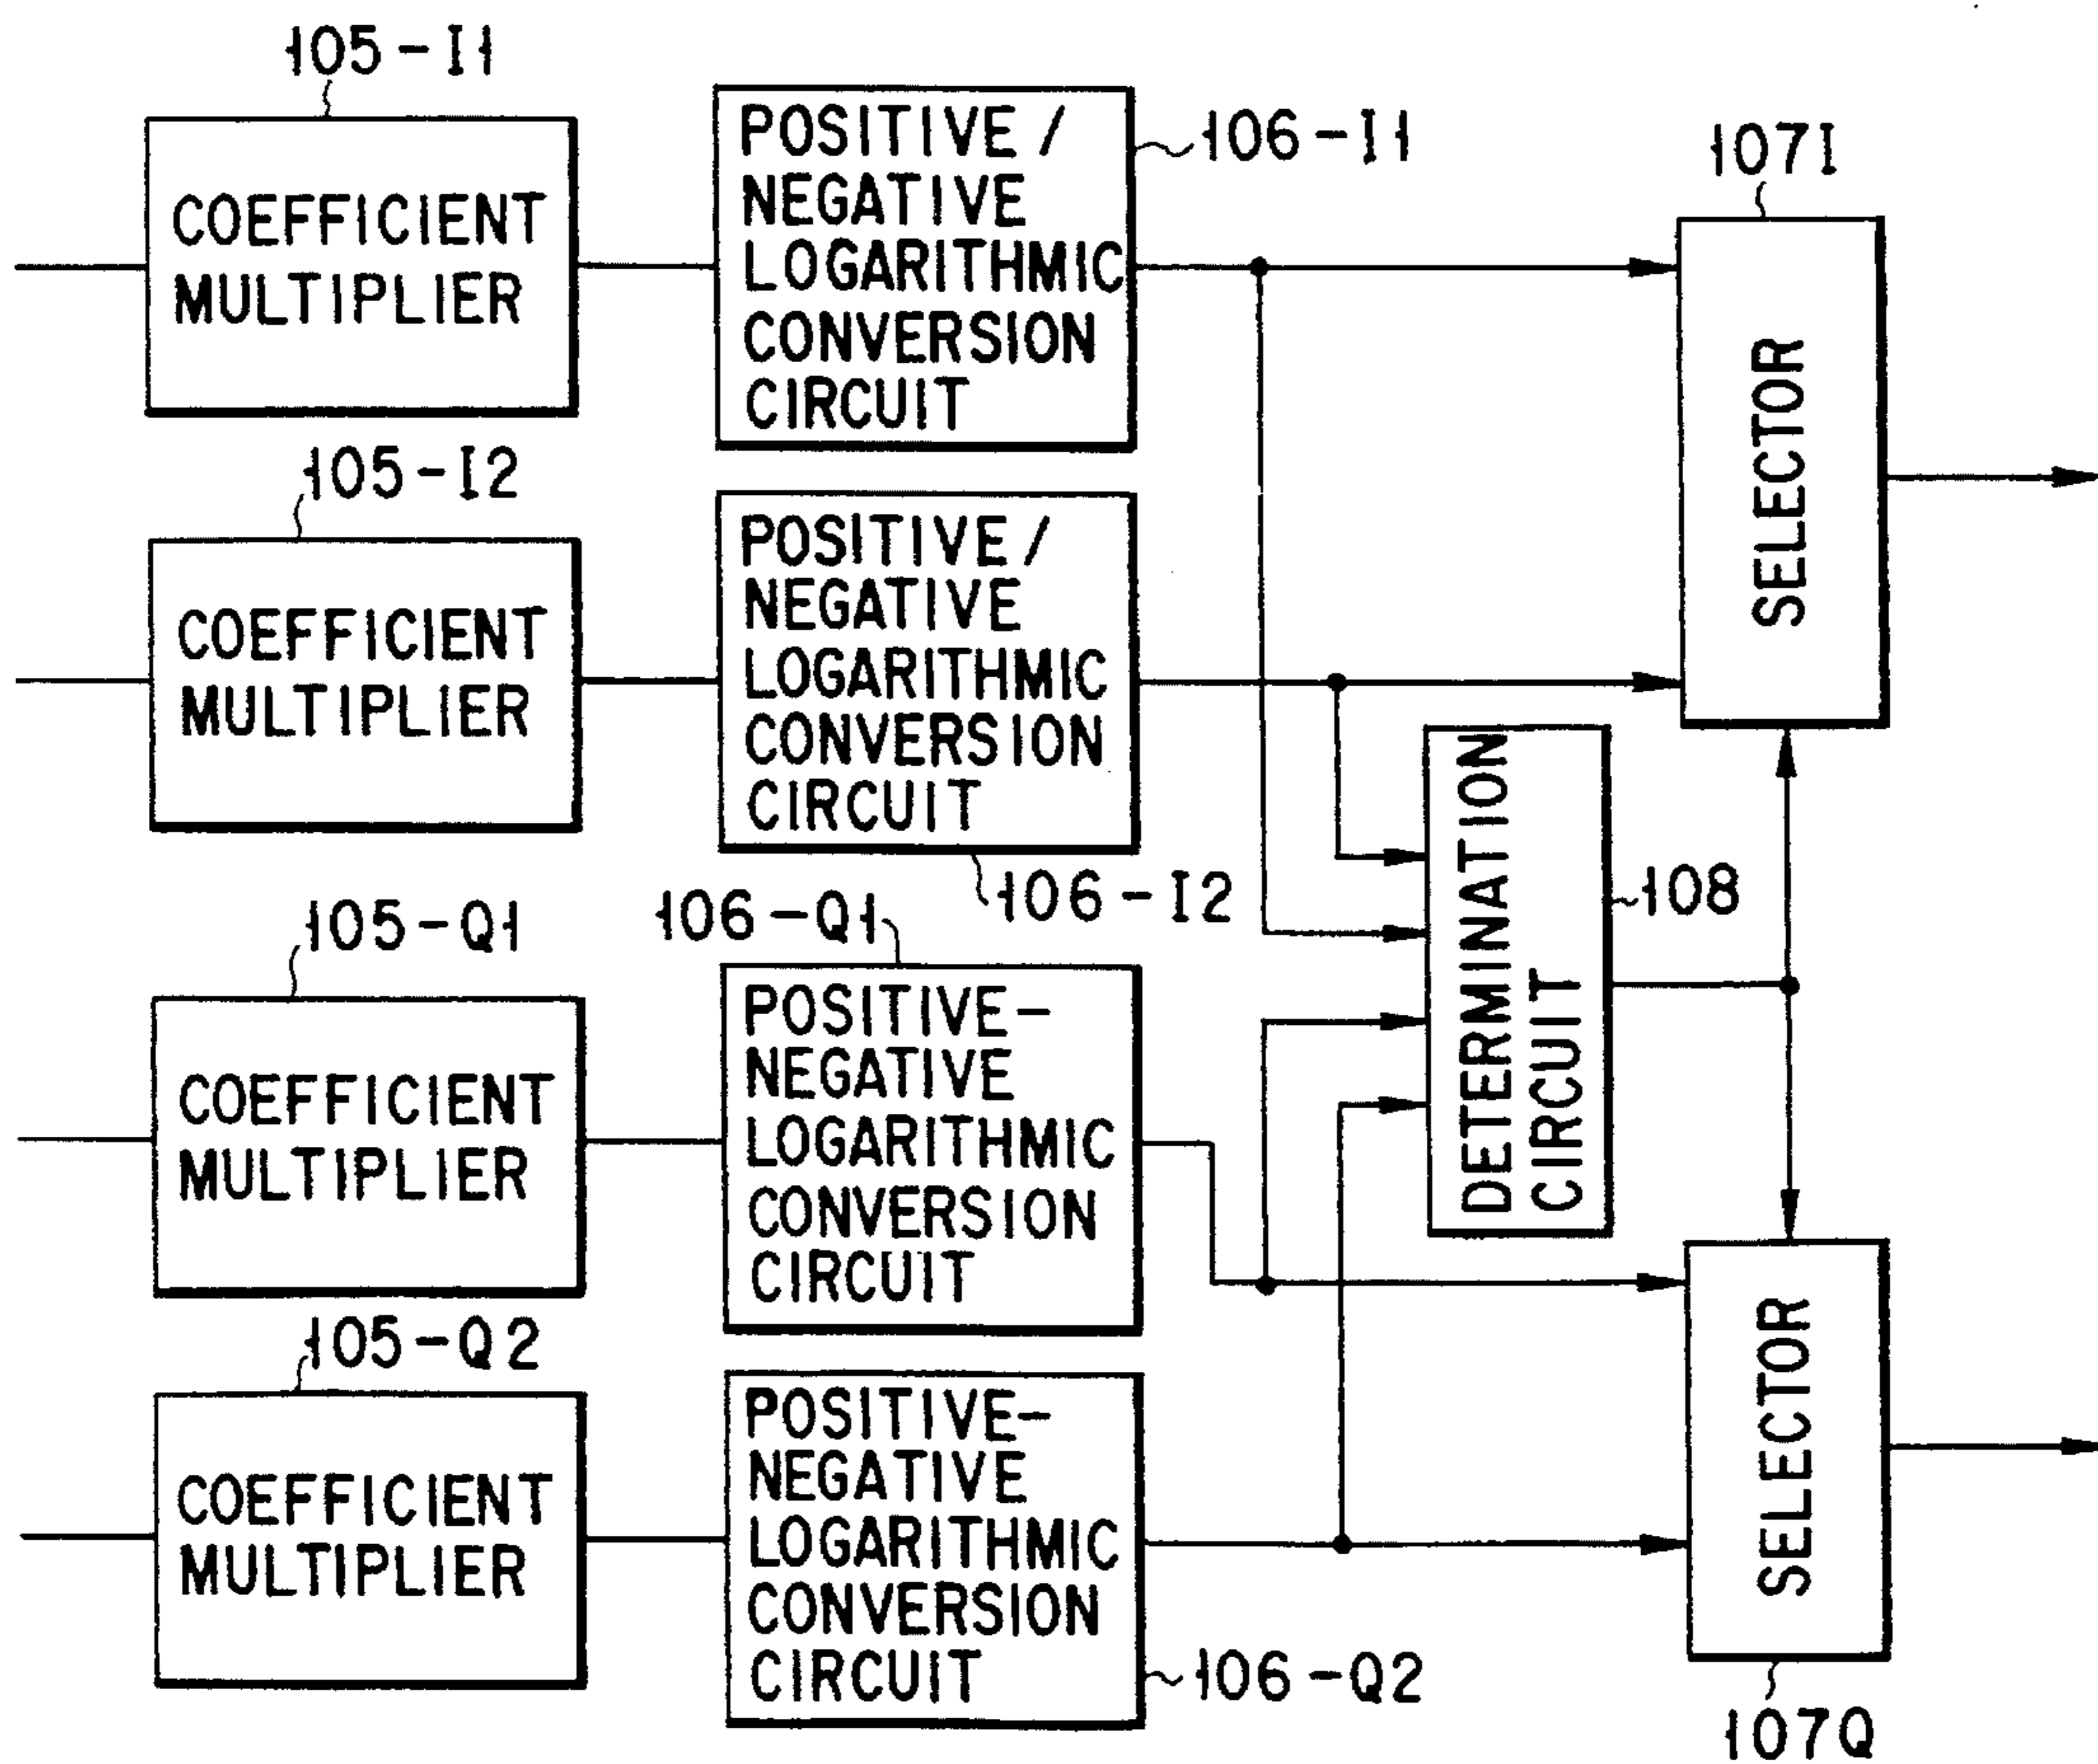 105-I1
COEFFICIENT
MULTIPLIER
POSITIVE /
NEGATIVE
LOGARITHMIC
CONVERSION
CIRCUIT
106-I1
107I
SELECTOR
105-I2
COEFFICIENT
MULTIPLIER
POSITIVE /
NEGATIVE
LOGARITHMIC
CONVERSION
CIRCUIT
106-I2
DETERMINATION
CIRCUIT
108
105-Q1
COEFFICIENT
MULTIPLIER
106-Q1
POSITIVE-
NEGATIVE
LOGARITHMIC
CONVERSION
CIRCUIT
105-Q2
COEFFICIENT
MULTIPLIER
POSITIVE-
NEGATIVE
LOGARITHMIC
CONVERSION
CIRCUIT
106-Q2
SELECTOR
107Q